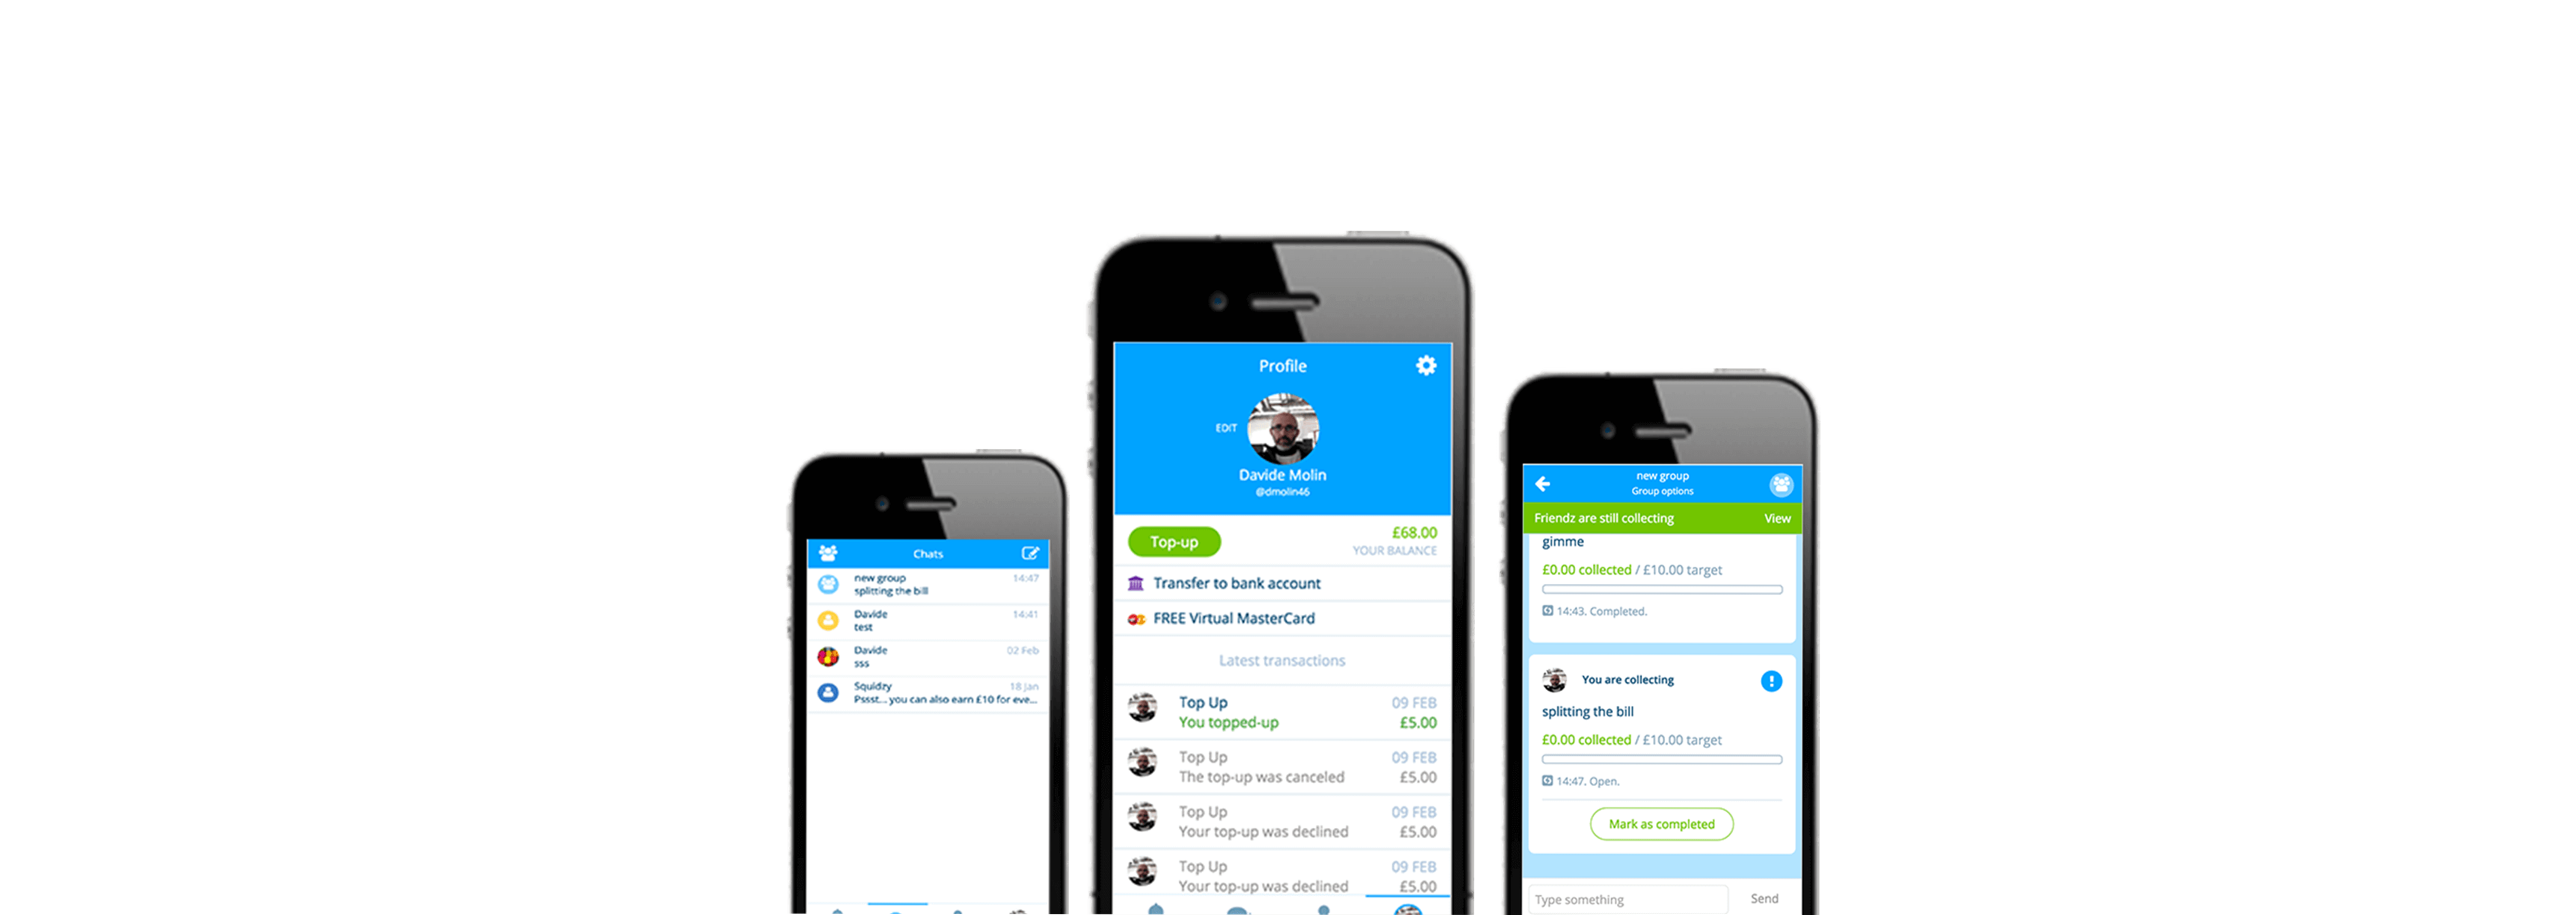 Chats
new group 14:47
splitting the bill
Davide 14:41
test
Davide 02 Feb
sss
Squidzy 18 Jan
Pssst... you can also earn £10 for eve...
Profile
EDIT
Davide Molin
@dmolin46
Top-up £68.00
YOUR BALANCE
Transfer to bank account
FREE Virtual MasterCard
Latest transactions
Top Up 09 FEB
You topped-up £5.00
Top Up 09 FEB
The top-up was canceled £5.00
Top Up 09 FEB
Your top-up was declined £5.00
Top Up 09 FEB
Your top-up was declined £5.00
new group
Group options
Friendz are still collecting View
gimme
£0.00 collected / £10.00 target
14:43. Completed.
You are collecting
splitting the bill
£0.00 collected / £10.00 target
14:47. Open.
Mark as completed
Type something Send